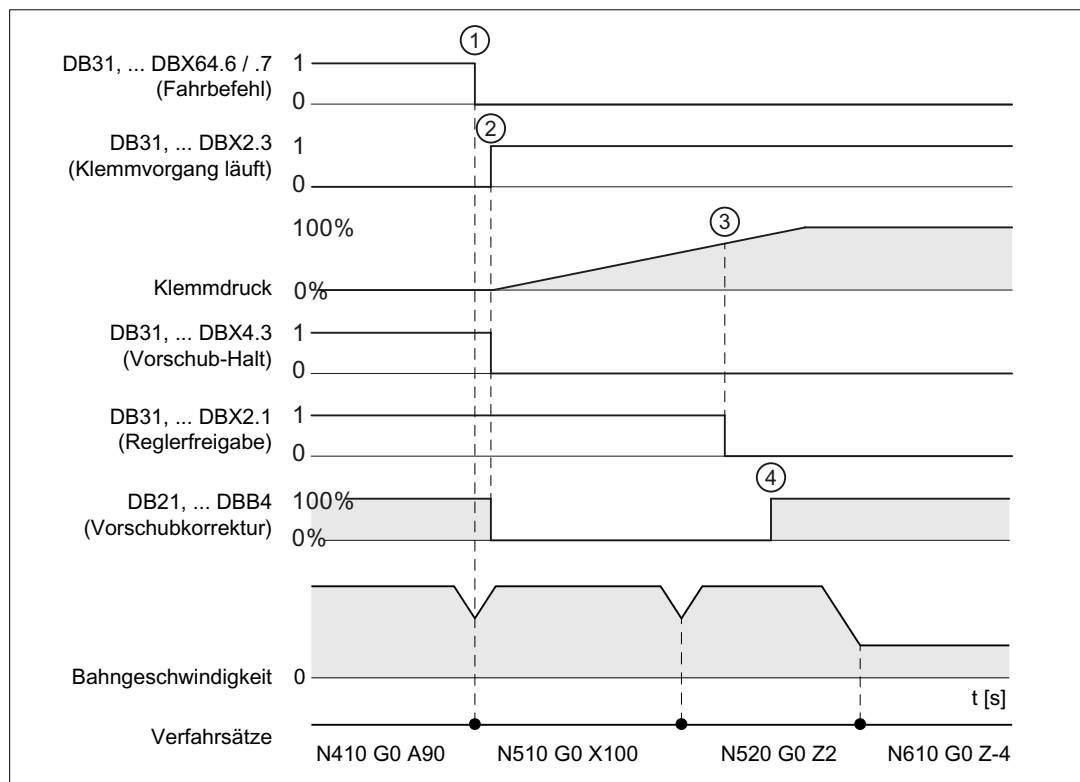 ①
DB31, ... DBX64.6 / .7 1
(Fahrbefehl) 0
②
DB31, ... DBX2.3 1
(Klemmvorgang läuft) 0
100% ③
Klemmdruck 0%
DB31, ... DBX4.3 1
(Vorschub-Halt) 0
DB31, ... DBX2.1 1
(Reglerfreigabe) 0
④
DB21, ... DBB4 100%
(Vorschubkorrektur) 0%
Bahngeschwindigkeit 0
t [s]
Verfahrsätze
N410 G0 A90 N510 G0 X100 N520 G0 Z2 N610 G0 Z-4